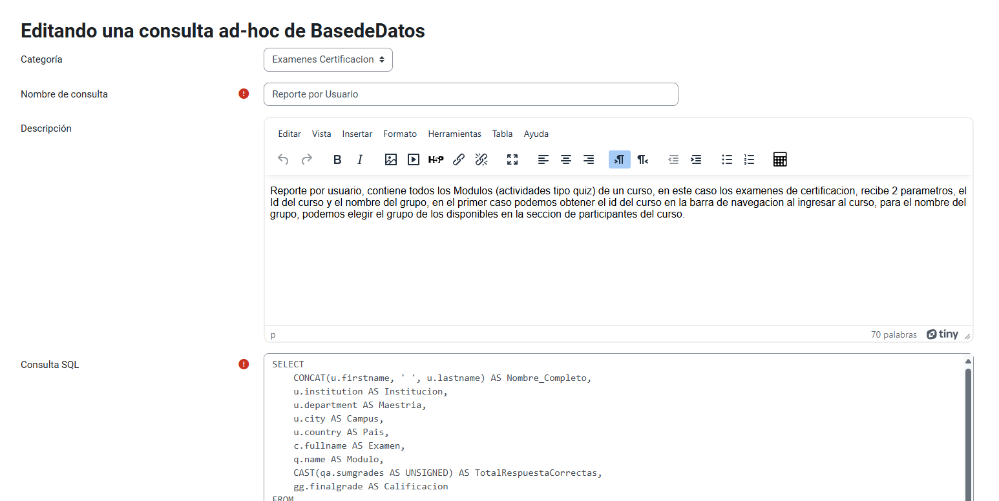 Editando una consulta ad-hoc de BasedeDatos
Categoría
Examenes Certificacion
Nombre de consulta
Reporte por Usuario
Descripción
Editar Vista Insertar Formato Herramientas Tabla Ayuda
B I H5P
Reporte por usuario, contiene todos los Modulos (actividades tipo quiz) de un curso, en este caso los examenes de certificacion, recibe 2 parametros, el
Id del curso y el nombre del grupo, en el primer caso podemos obtener el id del curso en la barra de navegacion al ingresar al curso, para el nombre del
grupo, podemos elegir el grupo de los disponibles en la seccion de participantes del curso.
p 70 palabras tiny
Consulta SQL
SELECT
CONCAT(u.firstname, ' ', u.lastname) AS Nombre_Completo,
u.institution AS Institucion,
u.department AS Maestria,
u.city AS Campus,
u.country AS Pais,
c.fullname AS Examen,
q.name AS Modulo,
CAST(qa.sumgrades AS UNSIGNED) AS TotalRespuestaCorrectas,
gg.finalgrade AS Calificacion
FROM